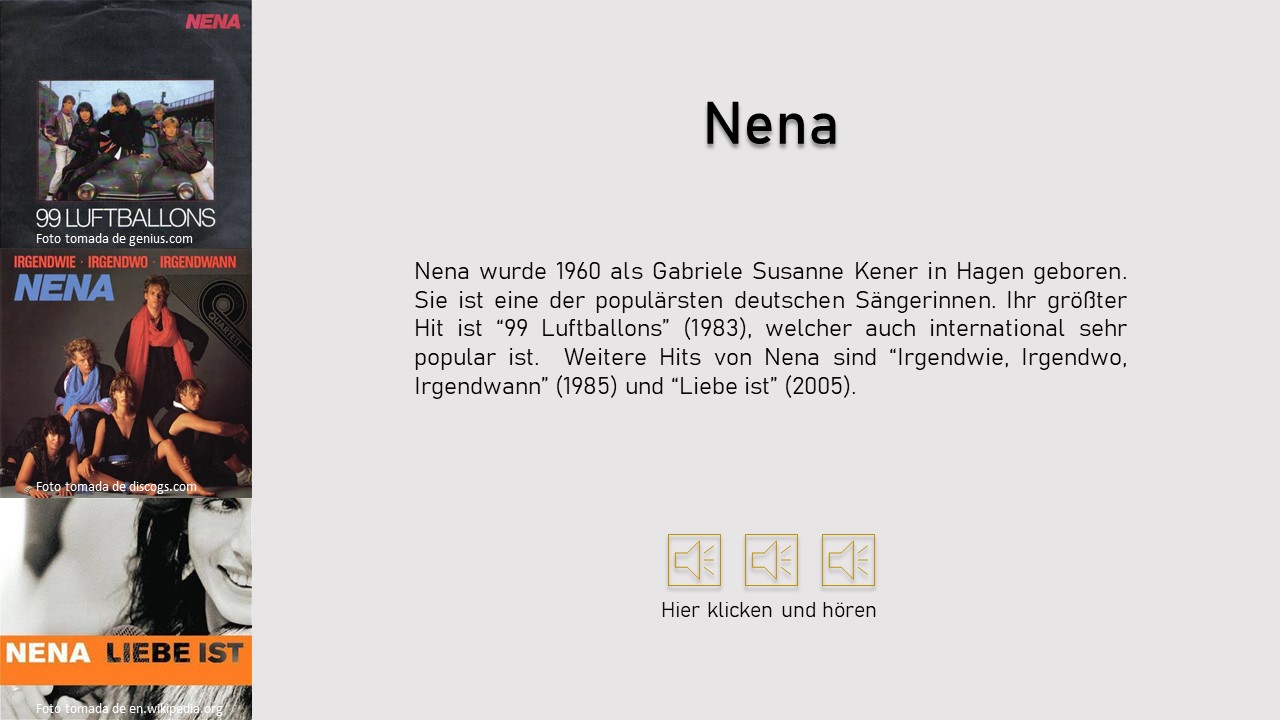 NENA
99 LUFTBALLONS
Foto tomada de genius.com
IRGENDWIE · IRGENDWO · IRGENDWANN
NENA
QUARTETT
Foto tomada de discogs.com
NENA LIEBE IST
Foto tomada de en.wikipedia.org
Nena
Nena wurde 1960 als Gabriele Susanne Kener in Hagen geboren.
Sie ist eine der populärsten deutschen Sängerinnen. Ihr größter
Hit ist “99 Luftballons” (1983), welcher auch international sehr
popular ist. Weitere Hits von Nena sind “Irgendwie, Irgendwo,
Irgendwann” (1985) und “Liebe ist” (2005).
Hier klicken und hören